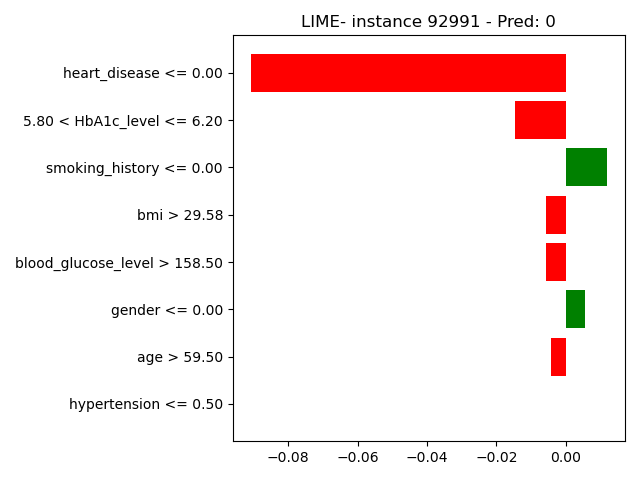 LIME- instance 92991 - Pred: 0
heart_disease <= 0.00
5.80 < HbA1c_level <= 6.20
smoking_history <= 0.00
bmi > 29.58
blood_glucose_level > 158.50
gender <= 0.00
age > 59.50
hypertension <= 0.50
−0.08 −0.06 −0.04 −0.02 0.00